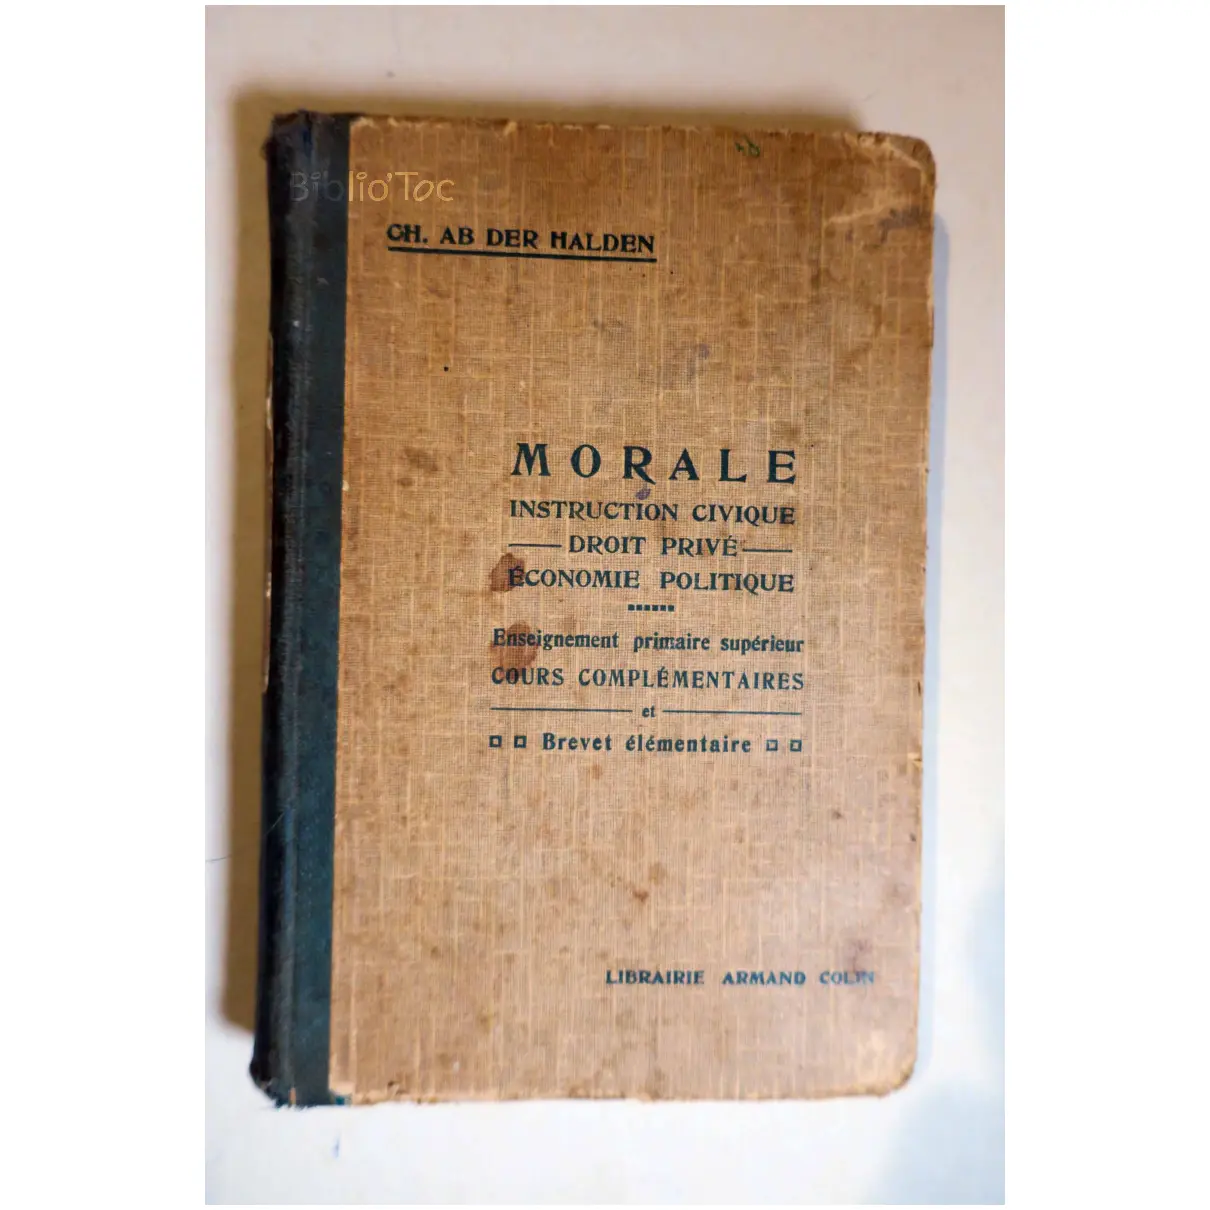 Biblio'Toc
CH. AB DER HALDEN
MORALE
INSTRUCTION CIVIQUE
DROIT PRIVÉ
ÉCONOMIE POLITIQUE
Enseignement primaire supérieur
COURS COMPLÉMENTAIRES
et
Brevet élémentaire
LIBRAIRIE ARMAND COLIN